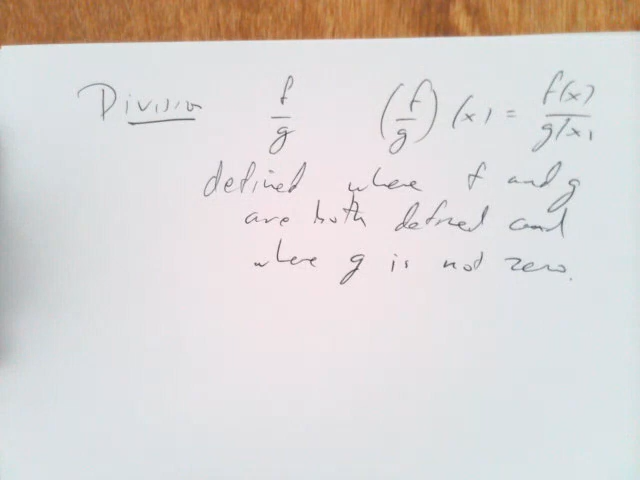 Division f/g (f/g)(x) = f(x)/g(x)
defined where f and g
are both defined and
where g is not zero.